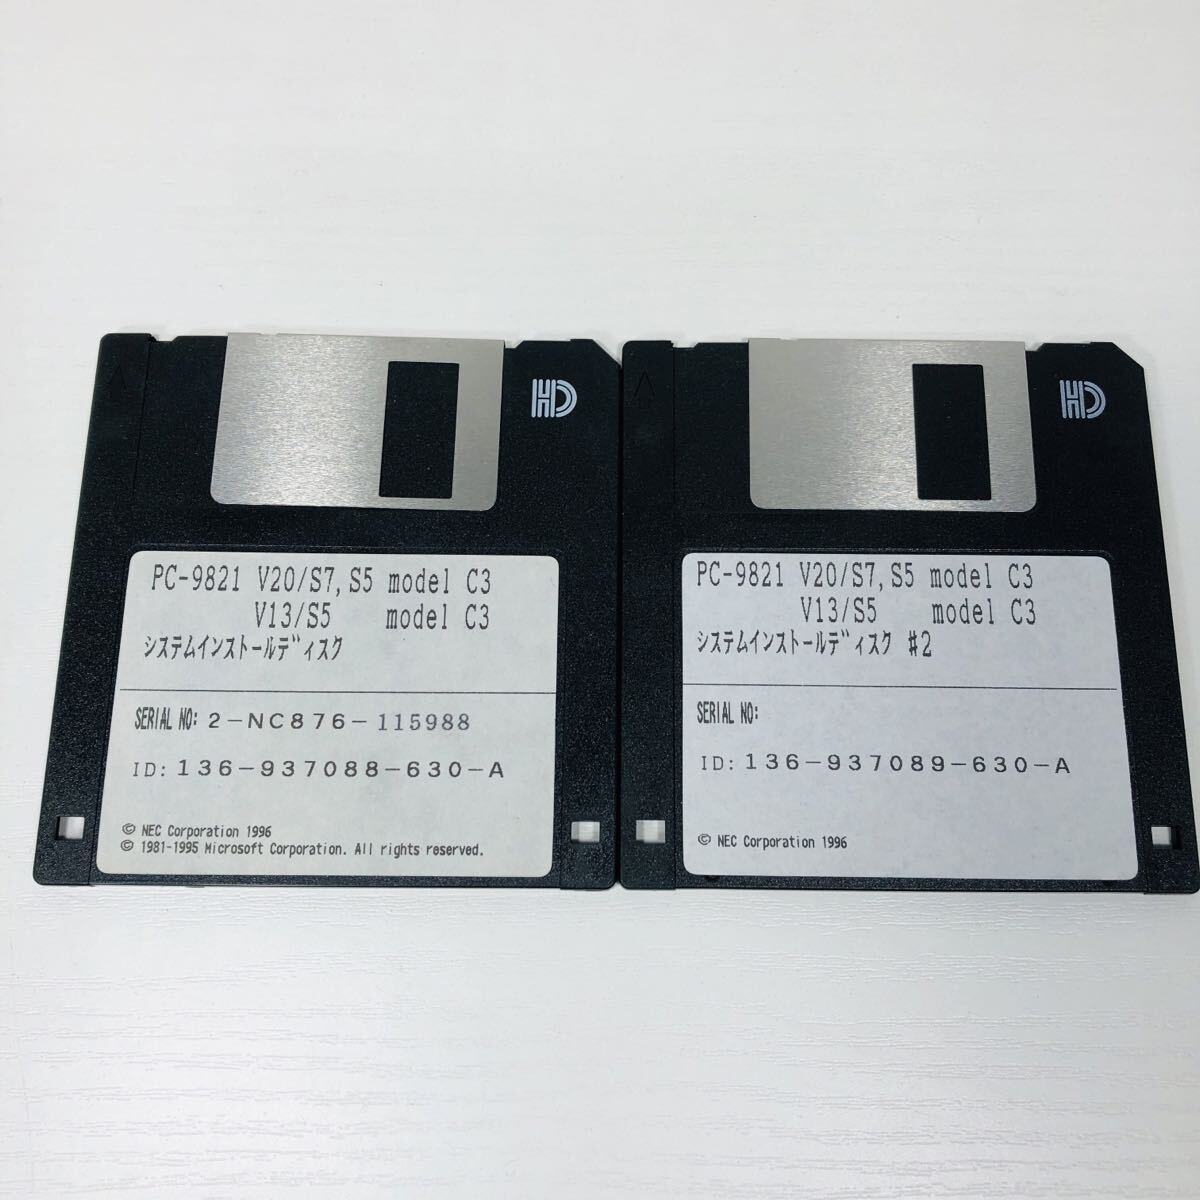 HD
PC-9821 V20/S7,S5 model C3
V13/S5 model C3
システムインストールディスク
SERIAL NO: 2-NC876-115988
ID: 136-937088-630-A
© NEC Corporation 1996
© 1981-1995 Microsoft Corporation. All rights reserved.
HD
PC-9821 V20/S7,S5 model C3
V13/S5 model C3
システムインストールディスク #2
SERIAL NO:
ID: 136-937089-630-A
© NEC Corporation 1996